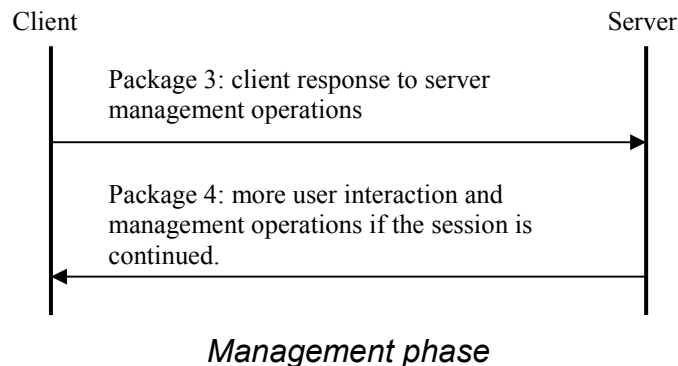 Client
Server
Package 3: client response to server
management operations
Package 4: more user interaction and
management operations if the session is
continued.
Management phase